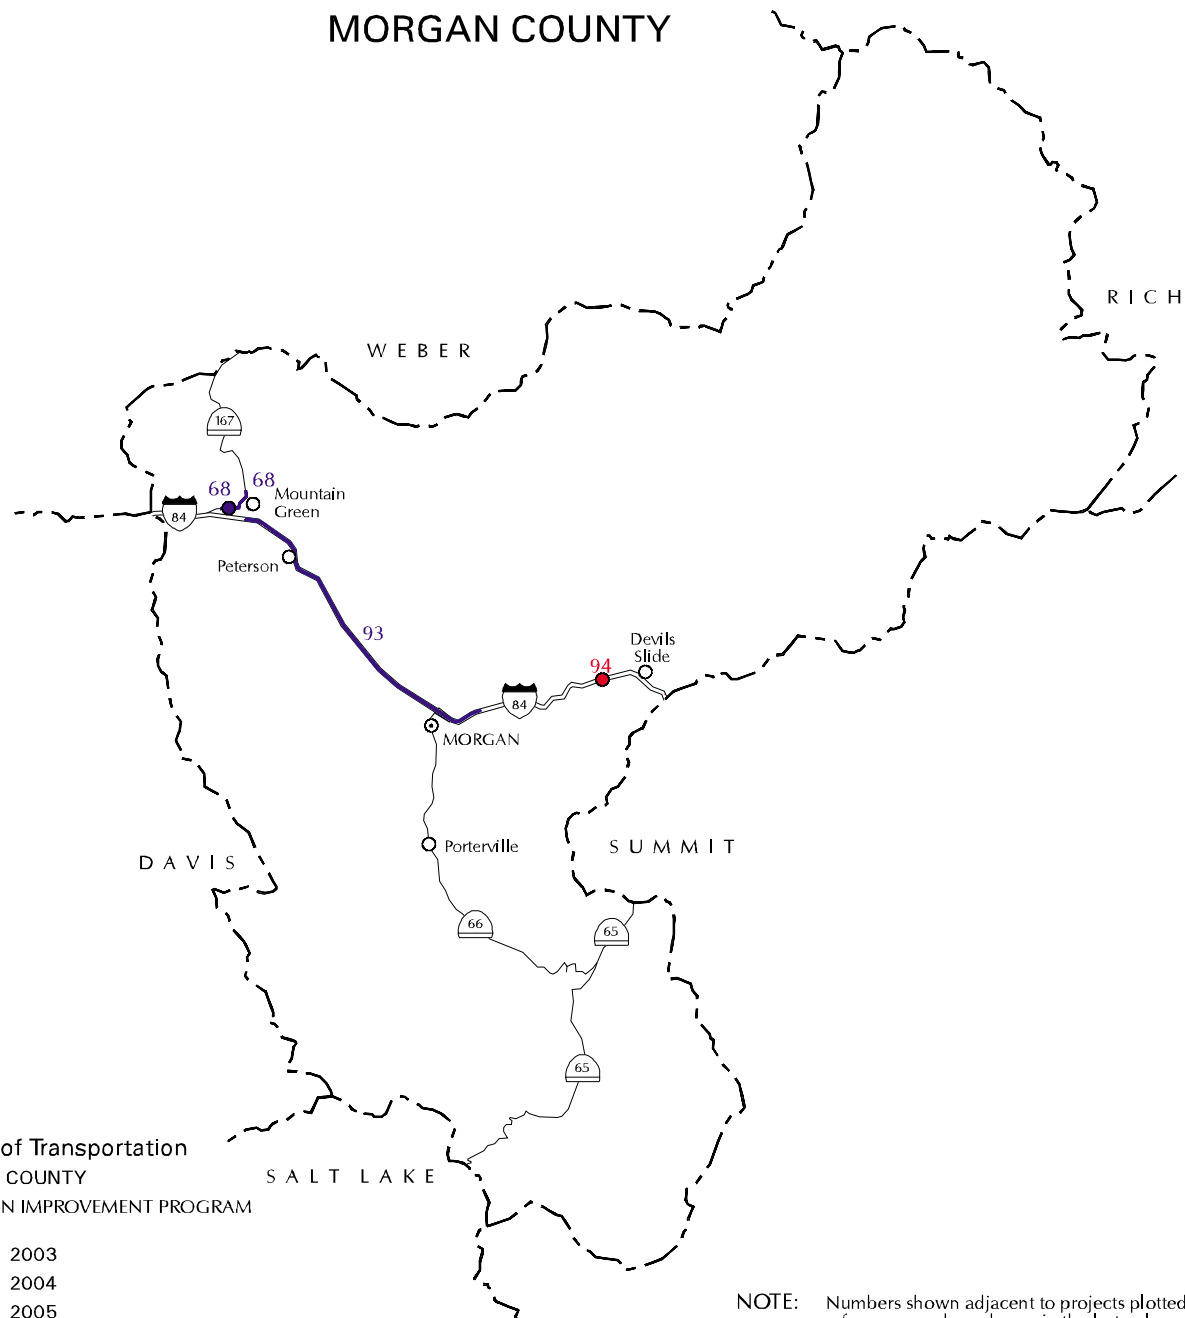 MORGAN COUNTY
RICH
WEBER
167
68
68
Mountain
Green
84
Peterson
93
Devils
Slide
94
84
MORGAN
Porterville
SUMMIT
DAVIS
66
65
65
of Transportation
COUNTY
SALT LAKE
N IMPROVEMENT PROGRAM
2003
2004
2005
NOTE: Numbers shown adjacent to projects plotted